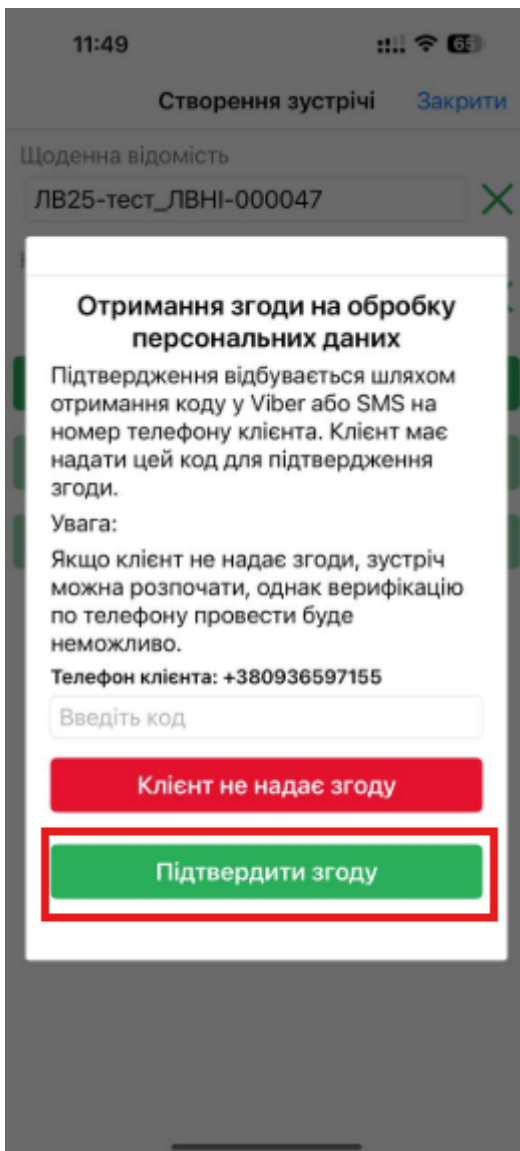 11:49
65
Створення зустрічі Закрити
Щоденна відомість
ЛВ25-тест_ЛВНІ-000047
Отримання згоди на обробку
персональних даних
Підтвердження відбувається шляхом
отримання коду у Viber або SMS на
номер телефону клієнта. Клієнт має
надати цей код для підтвердження
згоди.
Увага:
Якщо клієнт не надає згоди, зустріч
можна розпочати, однак верифікацію
по телефону провести буде
неможливо.
Телефон клієнта: +380936597155
Введіть код
Клієнт не надає згоду
Підтвердити згоду